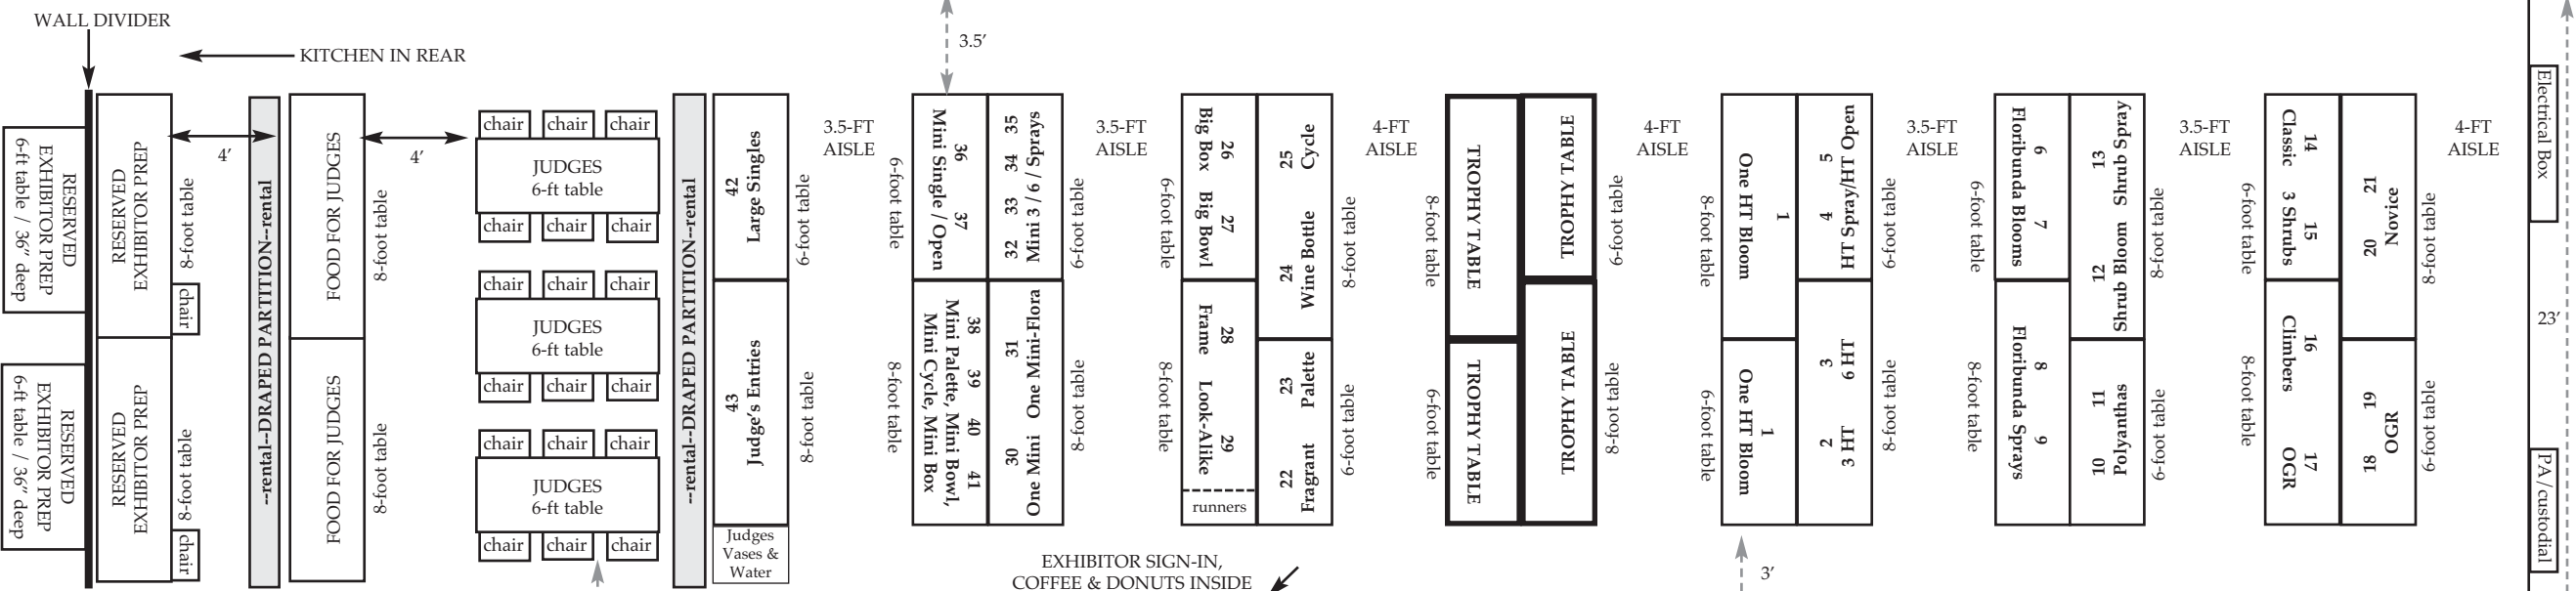 WALL DIVIDER
KITCHEN IN REAR
RESERVED
EXHIBITOR PREP
6-ft table / 36" deep
RESERVED
EXHIBITOR PREP
6-ft table / 36" deep
RESERVED
EXHIBITOR PREP
8-foot table
chair
RESERVED
EXHIBITOR PREP
8-foot table
chair
4'
--rental--DRAPED PARTITION--rental
FOOD FOR JUDGES
8-foot table
FOOD FOR JUDGES
8-foot table
4'
chair chair chair
JUDGES
6-ft table
chair chair chair
chair chair chair
JUDGES
6-ft table
chair chair chair
chair chair chair
JUDGES
6-ft table
chair chair chair
--rental--DRAPED PARTITION--rental
42
Large Singles
6-foot table
43
Judge's Entries
8-foot table
Judges
Vases &
Water
3.5-FT
AISLE
3.5'
6-foot table
36 37
Mini Single / Open
32 33 34 35
Mini 3 / 6 / Sprays
6-foot table
8-foot table
38 39 40 41
Mini Palette, Mini Bowl,
Mini Cycle, Mini Box
30 31
One Mini One Mini-Flora
8-foot table
3.5-FT
AISLE
6-foot table
26 27
Big Box Big Bowl
24 25
Wine Bottle Cycle
8-foot table
8-foot table
28 29
Frame Look-Alike
runners
22 23
Fragrant Palette
6-foot table
EXHIBITOR SIGN-IN,
COFFEE & DONUTS INSIDE
4-FT
AISLE
8-foot table
TROPHY TABLE
TROPHY TABLE
6-foot table
6-foot table
TROPHY TABLE
TROPHY TABLE
8-foot table
4-FT
AISLE
8-foot table
1
One HT Bloom
4 5
HT Spray/HT Open
6-foot table
6-foot table
1
One HT Bloom
2 3
3 HT 6 HT
8-foot table
3'
3.5-FT
AISLE
6-foot table
6 7
Floribunda Blooms
12 13
Shrub Bloom Shrub Spray
8-foot table
8-foot table
8 9
Floribunda Sprays
10 11
Polyanthas
6-foot table
3.5-FT
AISLE
6-foot table
14 15
Classic 3 Shrubs
20 21
Novice
8-foot table
8-foot table
16 17
Climbers OGR
18 19
OGR
6-foot table
4-FT
AISLE
Electrical Box
23'
PA/custodial